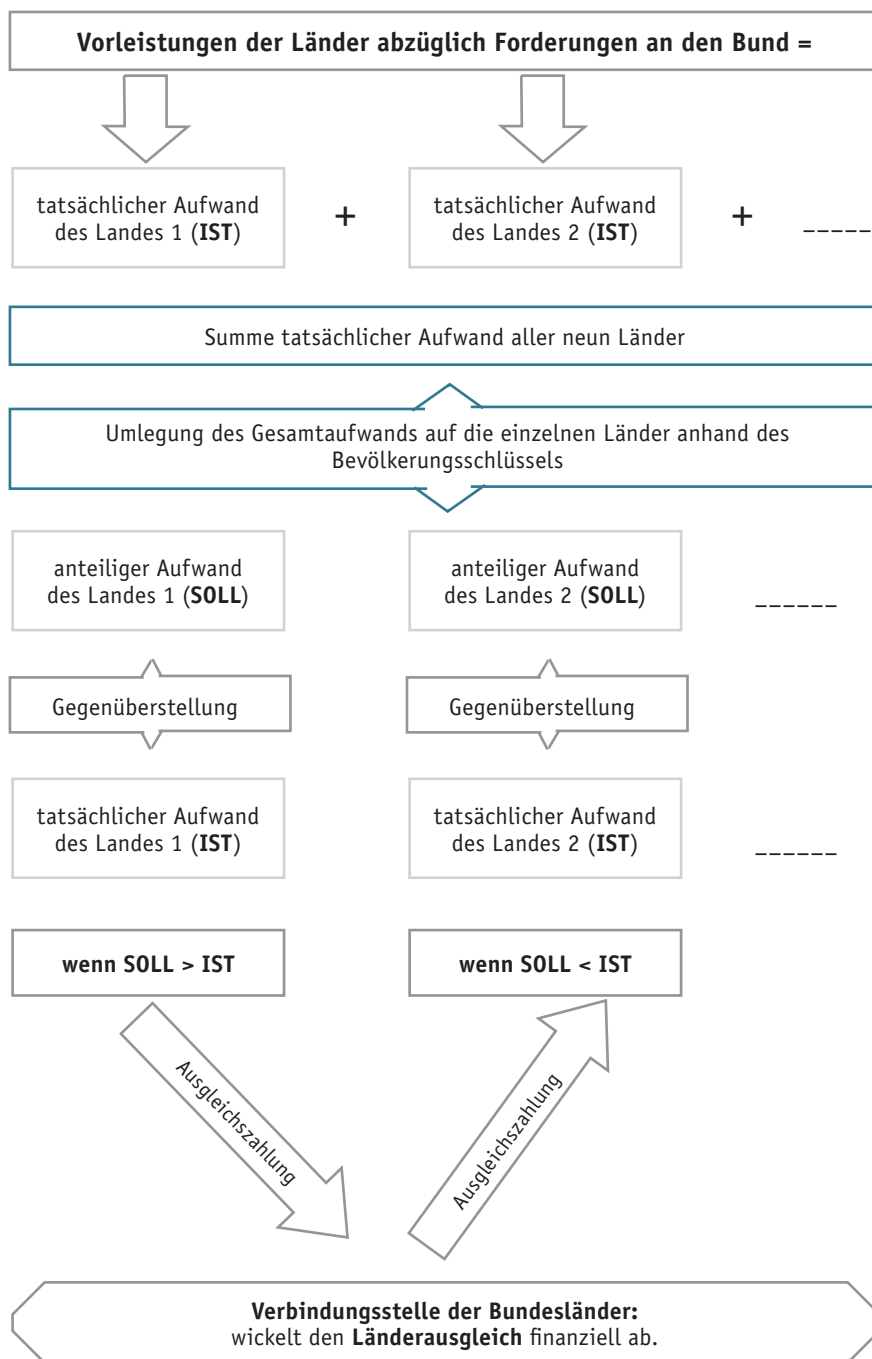 Vorleistungen der Länder abzüglich Forderungen an den Bund =
tatsächlicher Aufwand
des Landes 1 (IST)
+
tatsächlicher Aufwand
des Landes 2 (IST)
+
_____
Summe tatsächlicher Aufwand aller neun Länder
Umlegung des Gesamtaufwands auf die einzelnen Länder anhand des
Bevölkerungsschlüssels
anteiliger Aufwand
des Landes 1 (SOLL)
anteiliger Aufwand
des Landes 2 (SOLL)
______
Gegenüberstellung
Gegenüberstellung
tatsächlicher Aufwand
des Landes 1 (IST)
tatsächlicher Aufwand
des Landes 2 (IST)
______
wenn SOLL > IST
wenn SOLL < IST
Ausgleichszahlung
Ausgleichszahlung
Verbindungsstelle der Bundesländer:
wickelt den Länderausgleich finanziell ab.